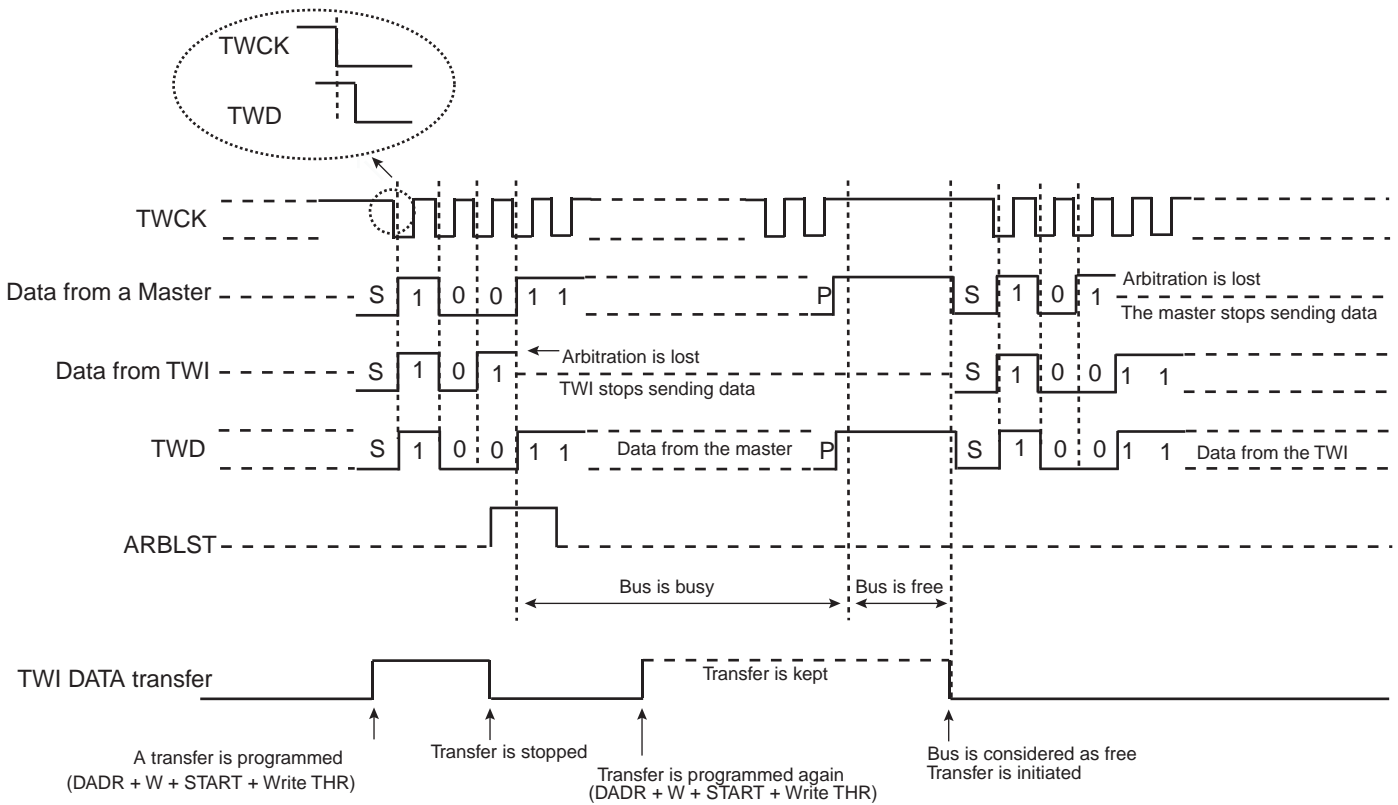 TWCK
TWD
TWCK
Data from a Master S 1 0 0 1 1 P S 1 0 1 Arbitration is lost
The master stops sending data
Data from TWI S 1 0 1 Arbitration is lost S 1 0 0 1 1
TWI stops sending data
TWD S 1 0 0 1 1 Data from the master P S 1 0 0 1 1 Data from the TWI
ARBLST
Bus is busy Bus is free
TWI DATA transfer Transfer is kept
A transfer is programmed
(DADR + W + START + Write THR)
Transfer is stopped
Transfer is programmed again
(DADR + W + START + Write THR)
Bus is considered as free
Transfer is initiated